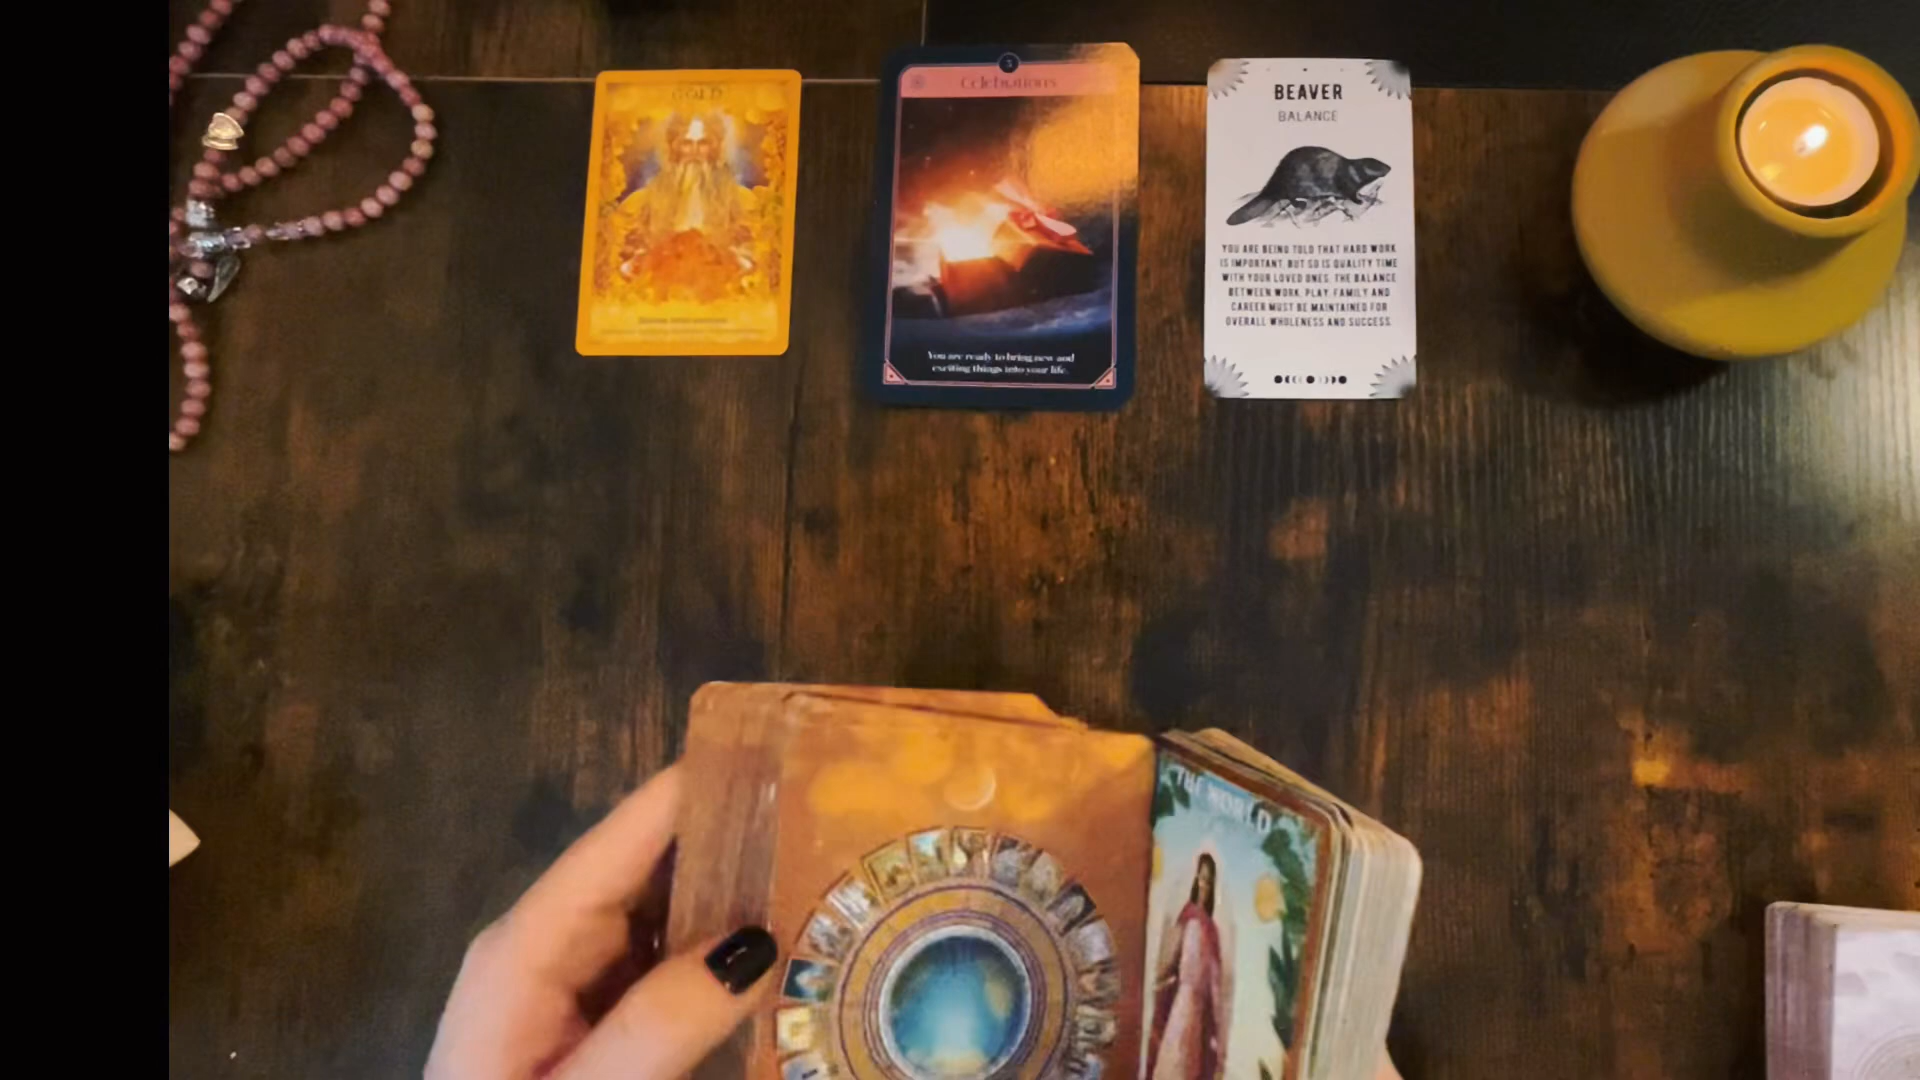 GOLD
3
Celebrations
You are ready to bring new and
exciting things into your life.
BEAVER
BALANCE
YOU ARE BEING TOLD THAT HARD WORK
IS IMPORTANT, BUT SO IS QUALITY TIME
WITH YOUR LOVED ONES. THE BALANCE
BETWEEN WORK, PLAY, FAMILY AND
CAREER MUST BE MAINTAINED FOR
OVERALL WHOLENESS AND SUCCESS.
THE WORLD